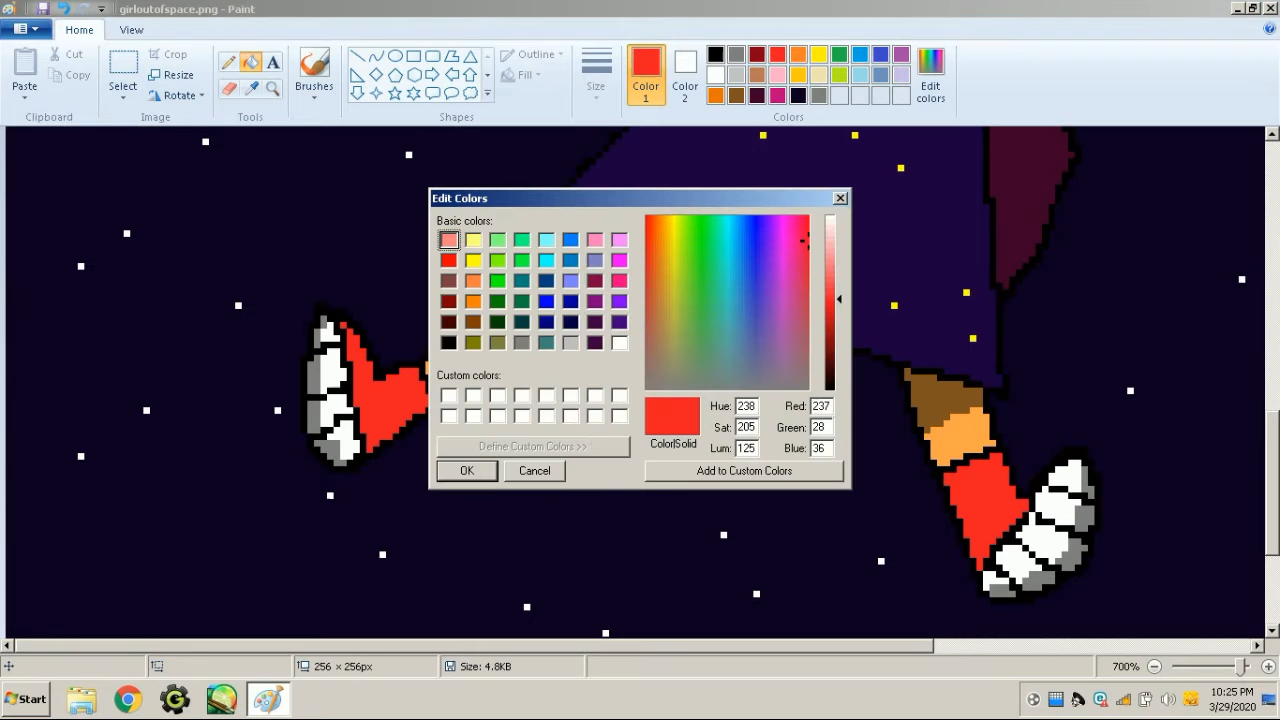 girloutofspace.png - Paint
Home
View
Paste
Cut
Copy
Clipboard
Select
Crop
Resize
Rotate
Image
A
Tools
Brushes
Outline
Fill
Shapes
Size
Color 1
Color 2
Edit colors
Colors
Edit Colors
Basic colors:
Custom colors:
Define Custom Colors >>
OK
Cancel
Color|Solid
Hue: 238
Sat: 205
Lum: 125
Red: 237
Green: 28
Blue: 36
Add to Custom Colors
256 × 256px
Size: 4.8KB
700%
Start
10:25 PM
3/29/2020